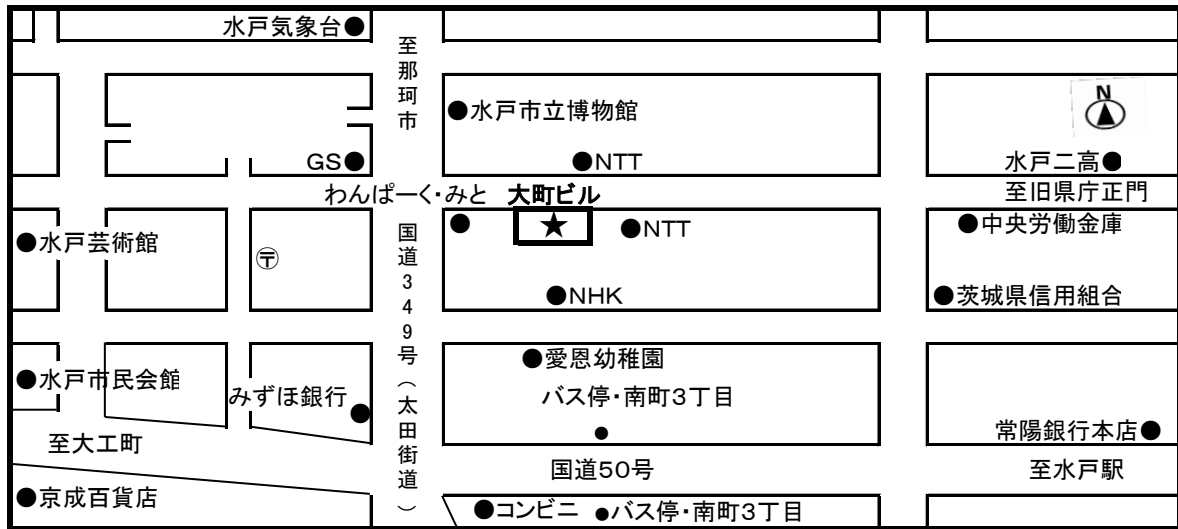 水戸気象台●
至那珂市
N
●水戸市立博物館
GS●
●NTT
水戸二高●
わんぱーく・みと
大町ビル
至旧県庁正門
●水戸芸術館
〒
国道349号(太田街道)
★
●NTT
●中央労働金庫
●NHK
●茨城県信用組合
●水戸市民会館
みずほ銀行
●愛恩幼稚園
バス停・南町3丁目
常陽銀行本店●
至大工町
国道50号
至水戸駅
●京成百貨店
●コンビニ
●バス停・南町3丁目